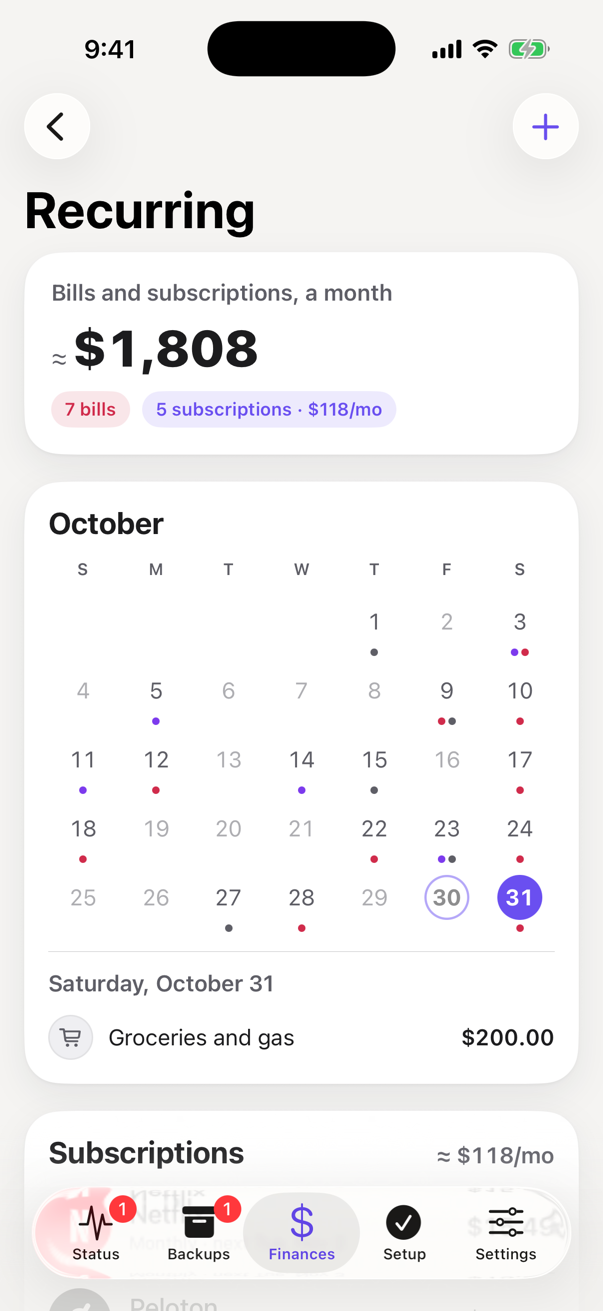 9:41
Recurring
Bills and subscriptions, a month
≈ $1,808
7 bills
5 subscriptions · $118/mo
October
S M T W T F S
1 2 3
4 5 6 7 8 9 10
11 12 13 14 15 16 17
18 19 20 21 22 23 24
25 26 27 28 29 30 31
Saturday, October 31
Groceries and gas $200.00
Subscriptions ≈ $118/mo
Netflix
1 1
Status Backups Finances Setup Settings
Peloton